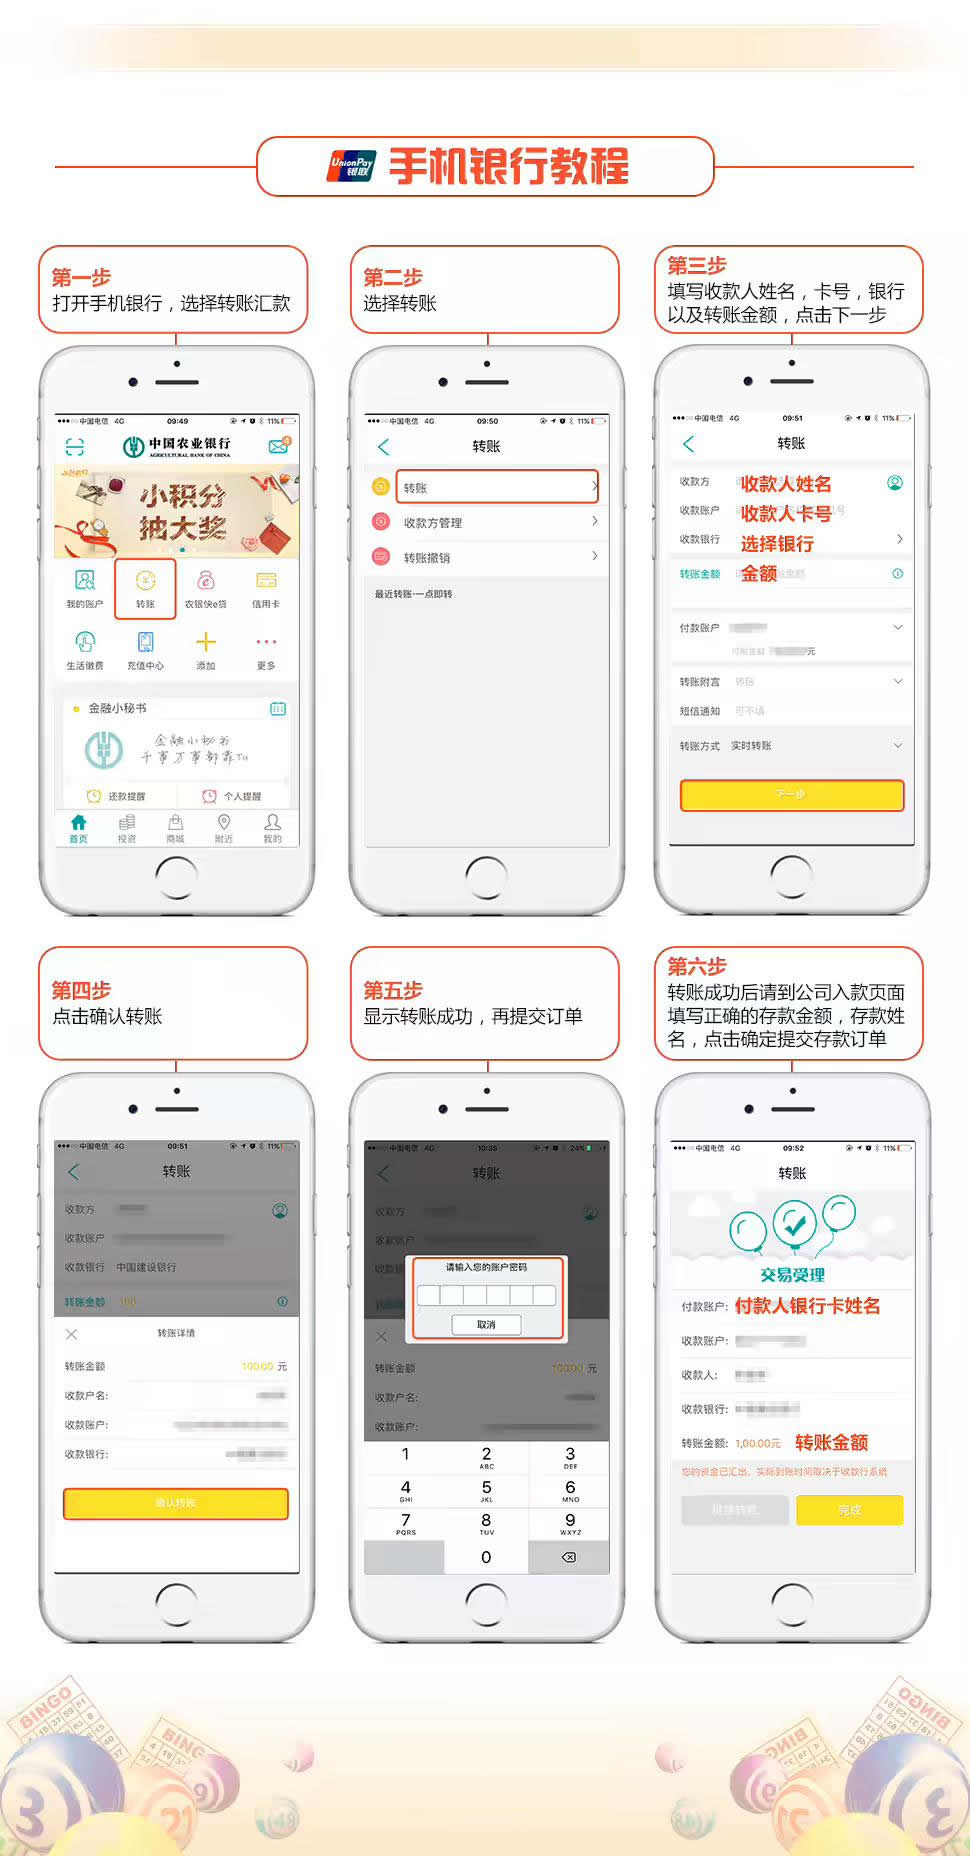 UnionPay
银联
手机银行教程
第一步
打开手机银行，选择转账汇款
第二步
选择转账
第三步
填写收款人姓名，卡号，银行
以及转账金额，点击下一步
中国电信 4G 09:49 11%
中国农业银行
AGRICULTURAL BANK OF CHINA
4
小积分
抽大奖
我的账户
转账
农银快e贷
信用卡
生活缴费
充值中心
添加
更多
金融小秘书
金融小秘书
千事万事都靠Ta
还款提醒
个人提醒
首页
投资
商城
附近
我的
中国电信 4G 09:50 11%
转账
转账
收款方管理
转账撤销
最近转账·一点即转
中国电信 4G 09:51 11%
转账
收款方 收款人姓名
收款账户 收款人卡号
收款银行 选择银行
转账金额 金额
付款账户
元
转账附言 转账
短信通知 可不填
转账方式 实时转账
下一步
第四步
点击确认转账
第五步
显示转账成功，再提交订单
第六步
转账成功后请到公司入款页面
填写正确的存款金额，存款姓
名，点击确定提交存款订单
中国电信 4G 09:51 11%
转账
收款方
收款账户
收款银行 中国建设银行
转账金额 100
转账详情
转账金额 100.00 元
收款户名:
收款账户:
收款银行:
确认转账
中国电信 4G 10:35 24%
转账
收款方
收款账户
请输入您的账户密码
取消
转账金额 100.00 元
收款户名:
收款账户:
1
2
ABC
3
DEF
4
GHI
5
JKL
6
MNO
7
PQRS
8
TUV
9
WXYZ
0
中国电信 4G 09:52 11%
转账
交易受理
付款账户: 付款人银行卡姓名
收款账户:
收款人:
收款银行:
转账金额: 1,00.00元 转账金额
您的资金已汇出，实际到账时间取决于收款行系统
继续转账
完成
BINGO
BING
3
21
9